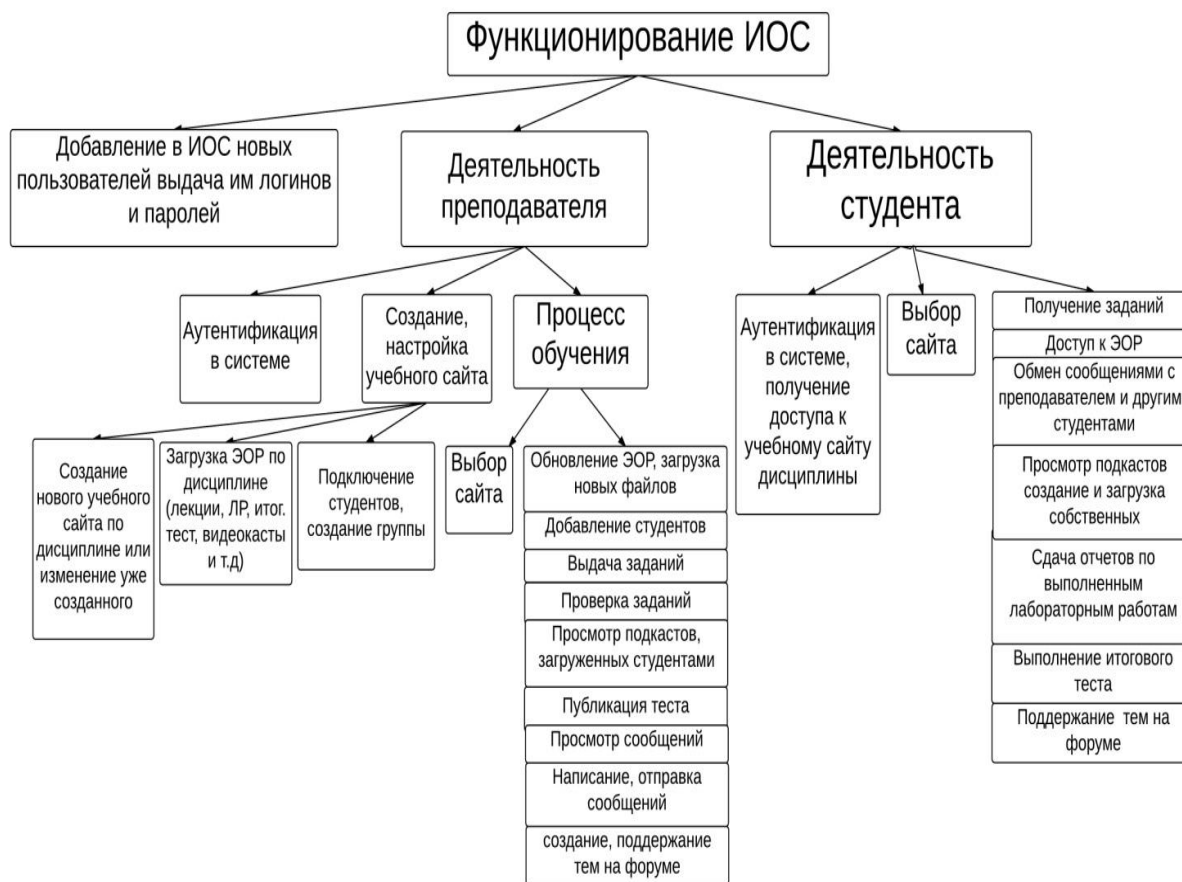 Функционирование ИОС
Добавление в ИОС новых
пользователей выдача им логинов
и паролей
Деятельность
преподавателя
Деятельность
студента
Аутентификация
в системе
Создание,
настройка
учебного сайта
Процесс
обучения
Аутентификация
в системе,
получение
доступа к
учебному сайту
дисциплины
Выбор
сайта
Получение заданий
Доступ к ЭОР
Обмен сообщениями с
преподавателем и другим
студентами
Просмотр подкастов
создание и загрузка
собственных
Сдача отчетов по
выполненным
лабораторным работам
Выполнение итогового
теста
Поддержание тем на
форуме
Создание
нового учебного
сайта по
дисциплине или
изменение уже
созданного
Загрузка ЭОР по
дисциплине
(лекции, ЛР, итог.
тест, видеокасты
и т.д)
Подключение
студентов,
создание группы
Выбор
сайта
Обновление ЭОР, загрузка
новых файлов
Добавление студентов
Выдача заданий
Проверка заданий
Просмотр подкастов,
загруженных студентами
Публикация теста
Просмотр сообщений
Написание, отправка
сообщений
создание, поддержание
тем на форуме